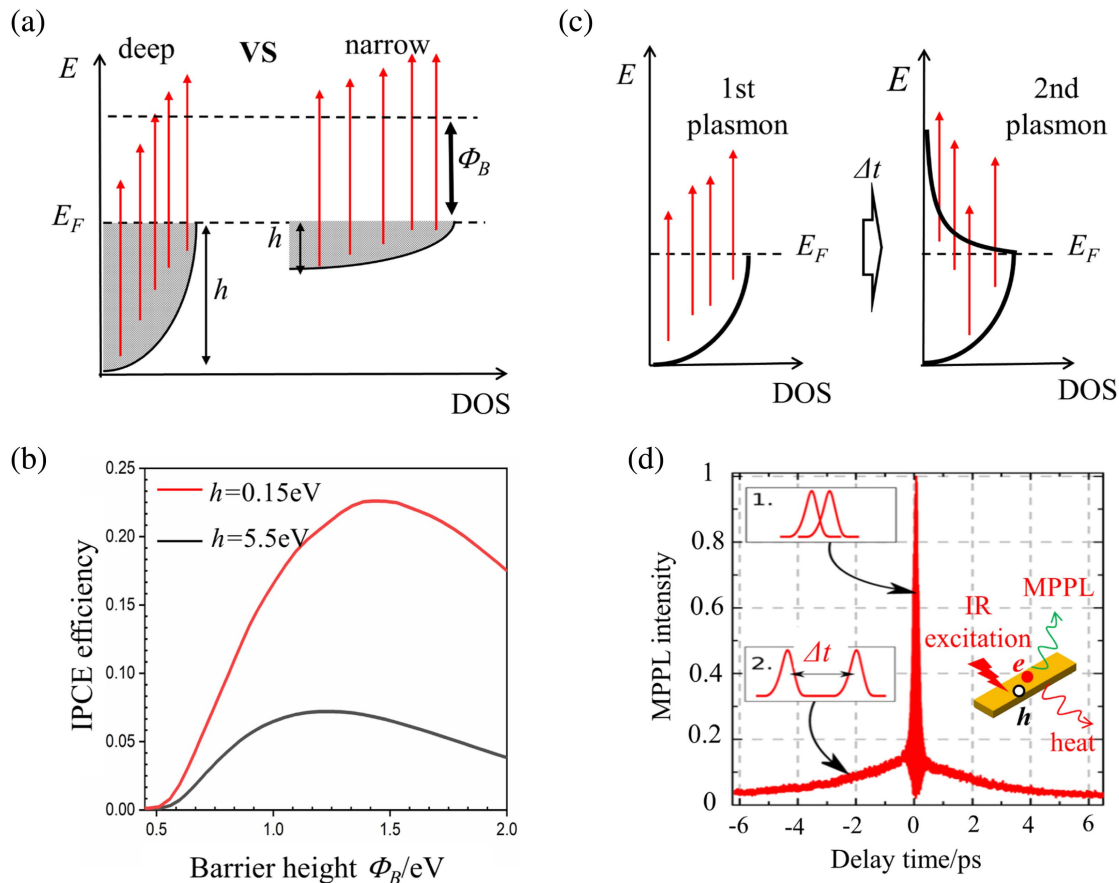 (a)
deep VS narrow
E
Φ_B
E_F
h
h
DOS
(b)
0.25
0.20
0.15
0.10
0.05
0.00
IPCE efficiency
h=0.15eV
h=5.5eV
0.5 1.0 1.5 2.0
Barrier height Φ_B/eV
(c)
E
1st
plasmon
E_F
DOS
Δt
E
2nd
plasmon
E_F
DOS
(d)
1
0.8
0.6
0.4
0.2
0
MPPL intensity
1.
2.
Δt
MPPL
IR
excitation
e
h
heat
-6 -4 -2 0 2 4 6
Delay time/ps